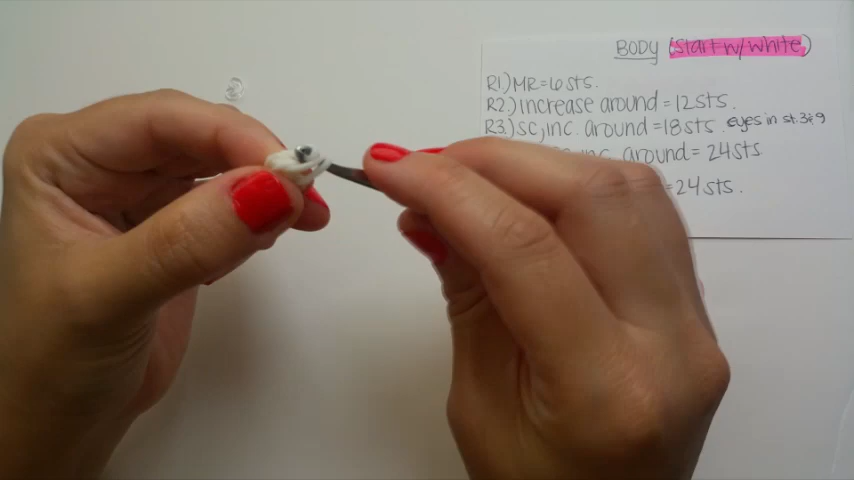 BODY (Start w/white)
R1.) MR = 6 sts.
R2.) increase around = 12 sts.
R3.) sc, inc. around = 18 sts. eyes in st. 3 & 9
inc. around = 24 sts
= 24 sts.